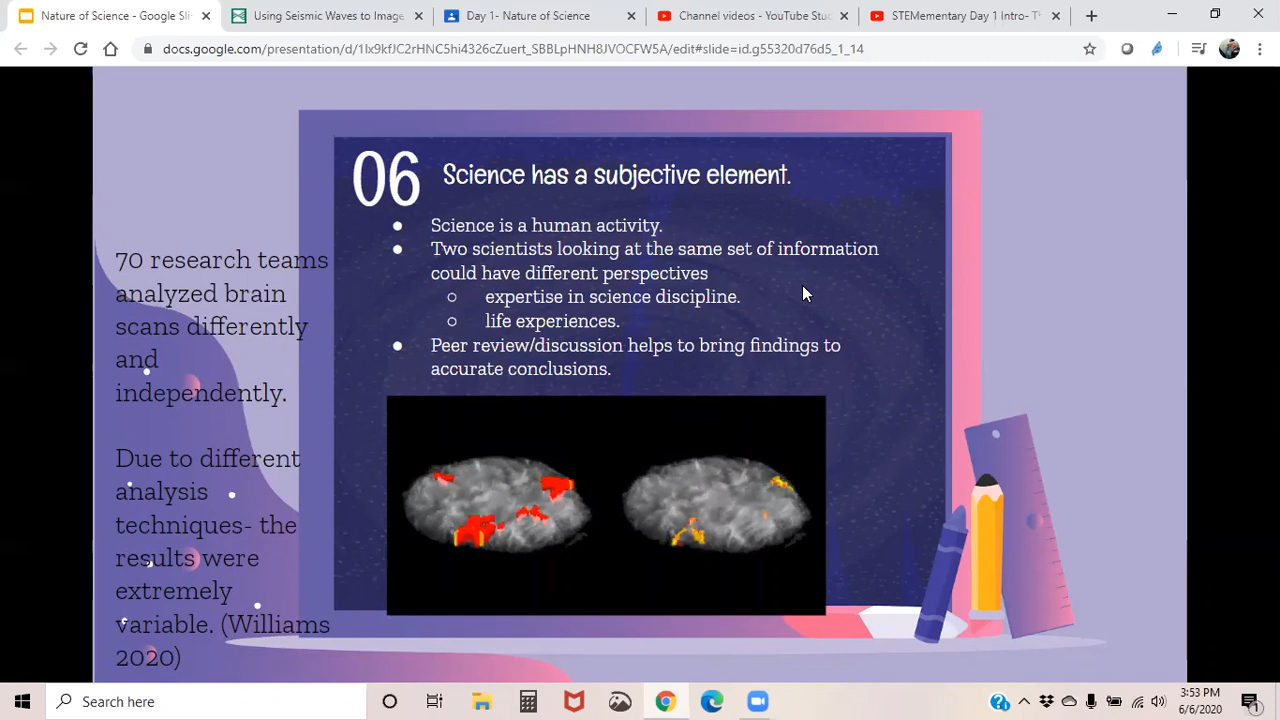 Nature of Science - Google Sli
Using Seismic Waves to Image
Day 1- Nature of Science
Channel videos - YouTube Stu
STEMementary Day 1 Intro- T
docs.google.com/presentation/d/1Ix9kfJC2rHNC5hi4326cZuert_SBBLpHNH8JVOCFW5A/edit#slide=id.g55320d76d5_1_14
06 Science has a subjective element.
● Science is a human activity.
● Two scientists looking at the same set of information
could have different perspectives
○ expertise in science discipline.
○ life experiences.
● Peer review/discussion helps to bring findings to
accurate conclusions.
70 research teams
analyzed brain
scans differently
and
independently.
Due to different
analysis
techniques- the
results were
extremely
variable. (Williams
2020)
Search here
3:53 PM
6/6/2020